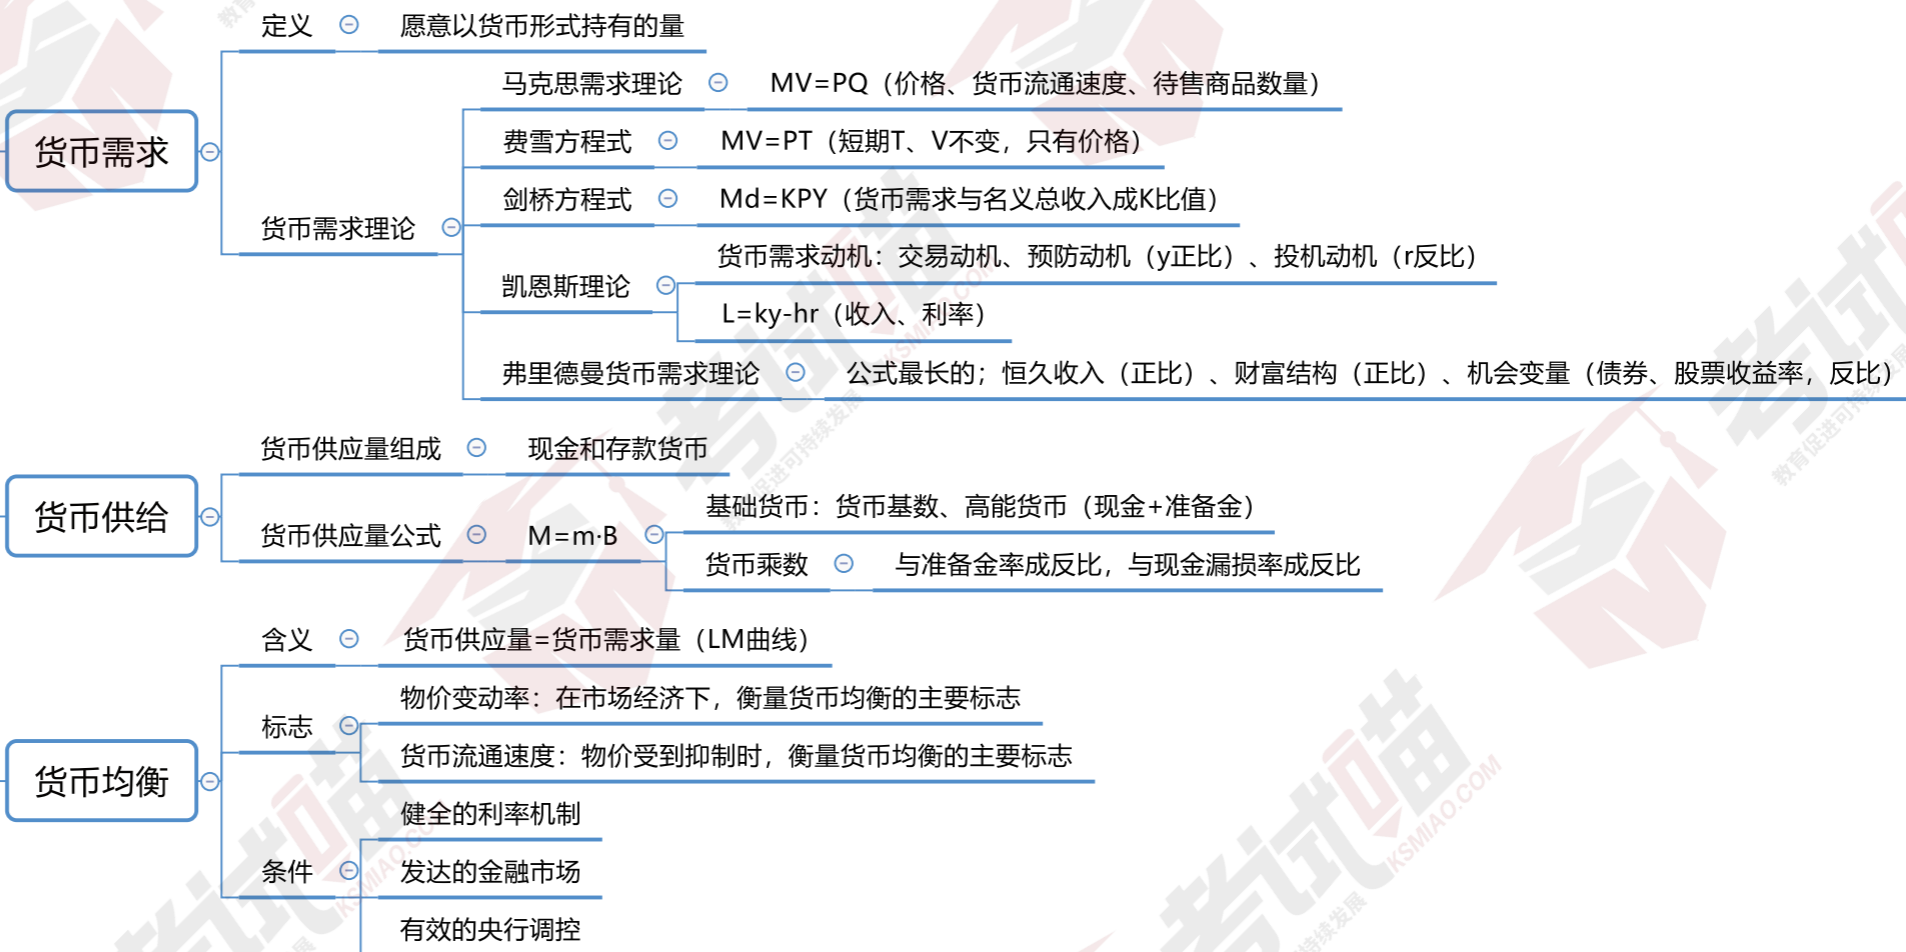 定义
愿意以货币形式持有的量
马克思需求理论
MV=PQ（价格、货币流通速度、待售商品数量）
货币需求
费雪方程式
MV=PT（短期T、V不变，只有价格）
剑桥方程式
Md=KPY（货币需求与名义总收入成K比值）
货币需求理论
货币需求动机：交易动机、预防动机（y正比）、投机动机（r反比）
凯恩斯理论
L=ky-hr（收入、利率）
弗里德曼货币需求理论
公式最长的；恒久收入（正比）、财富结构（正比）、机会变量（债券、股票收益率，反比）
货币供应量组成
现金和存款货币
货币供给
基础货币：货币基数、高能货币（现金+准备金）
货币供应量公式
M=m·B
货币乘数
与准备金率成反比，与现金漏损率成反比
含义
货币供应量=货币需求量（LM曲线）
物价变动率：在市场经济下，衡量货币均衡的主要标志
标志
货币流通速度：物价受到抑制时，衡量货币均衡的主要标志
货币均衡
健全的利率机制
条件
发达的金融市场
有效的央行调控
考试喵
KSMIAO.COM
教育促进可持续发展